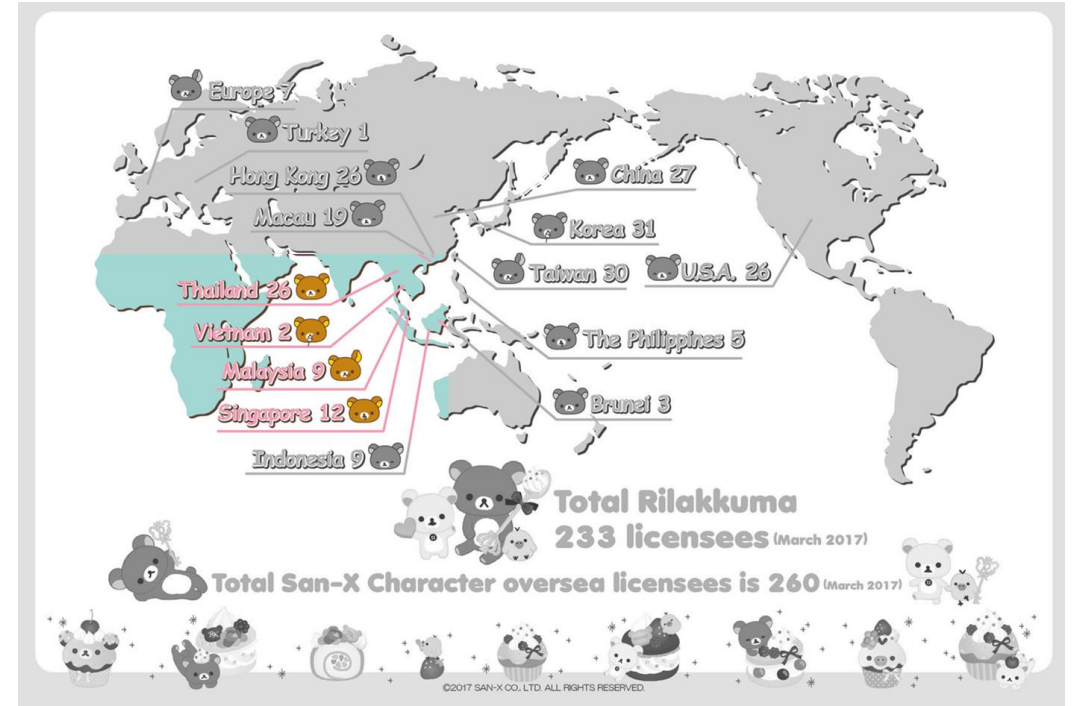 Europe 7
Turkey 1
Hong Kong 26
China 27
Macau 19
Korea 31
Taiwan 30
U.S.A. 26
Thailand 26
Vietnam 2
The Philippines 5
Malaysia 9
Brunei 3
Singapore 12
Indonesia 9
Total Rilakkuma
233 licensees (March 2017)
Total San-X Character oversea licensees is 260 (March 2017)
©2017 SAN-X CO., LTD. ALL RIGHTS RESERVED.